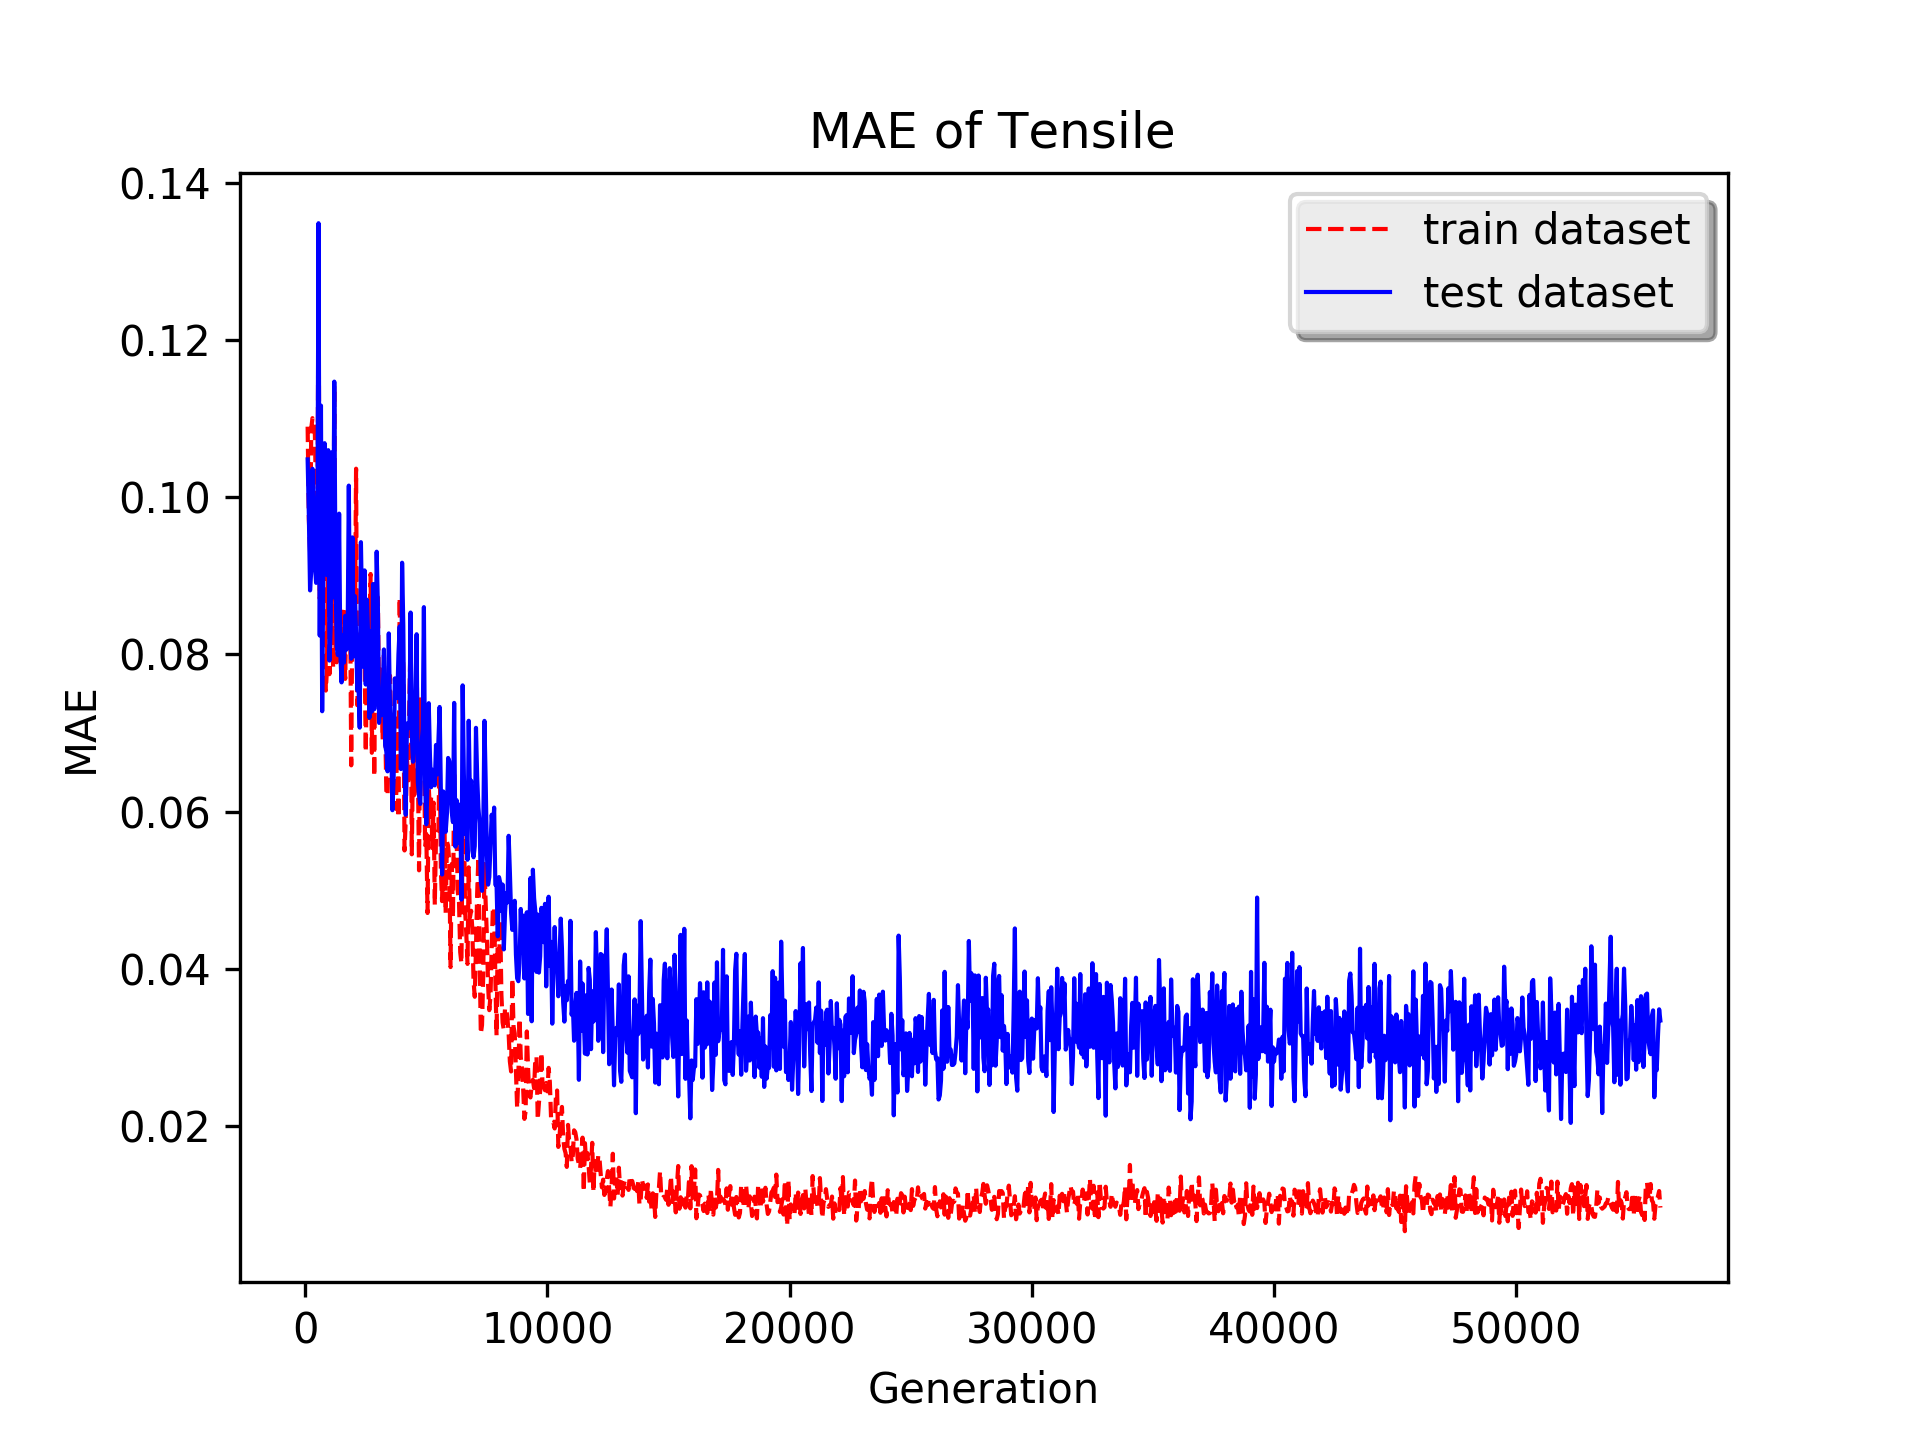 MAE of Tensile
train dataset
test dataset
0.14
0.12
0.10
0.08
0.06
0.04
0.02
MAE
0
10000
20000
30000
40000
50000
Generation